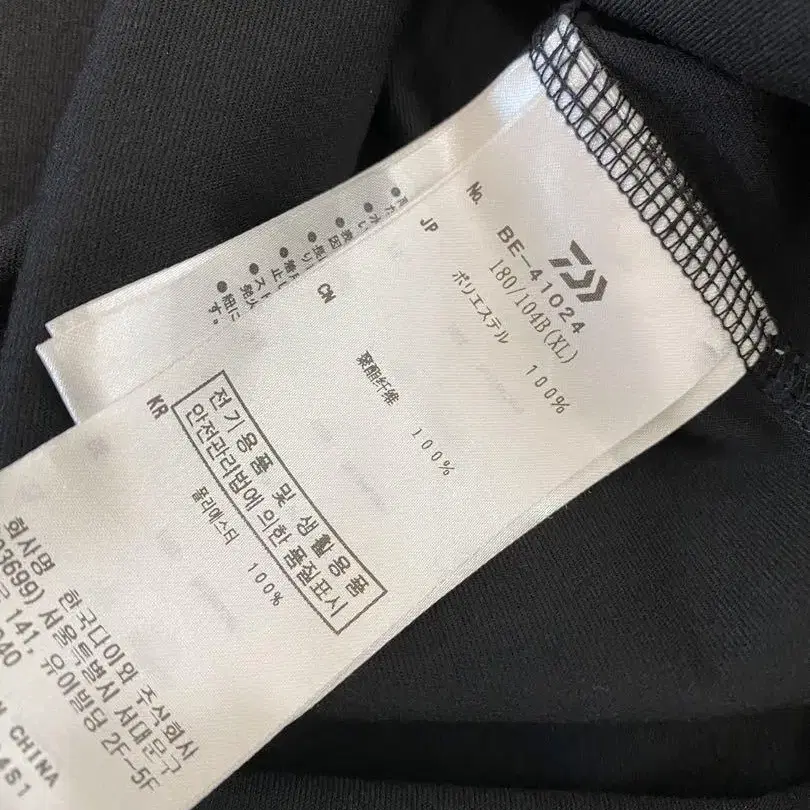 No. BE-41024
180/104B(XL)
JP ポリエステル 100%
CN 聚酯纤维 100%
KR
전기용품 및 생활용품
안전관리법에 의한 품질표시
폴리에스터 100%
회사명 한국다이와 주식회사
03699) 서울특별시 서대문구
141, 유이빌딩 2F-5F
040
N CHINA
4S1